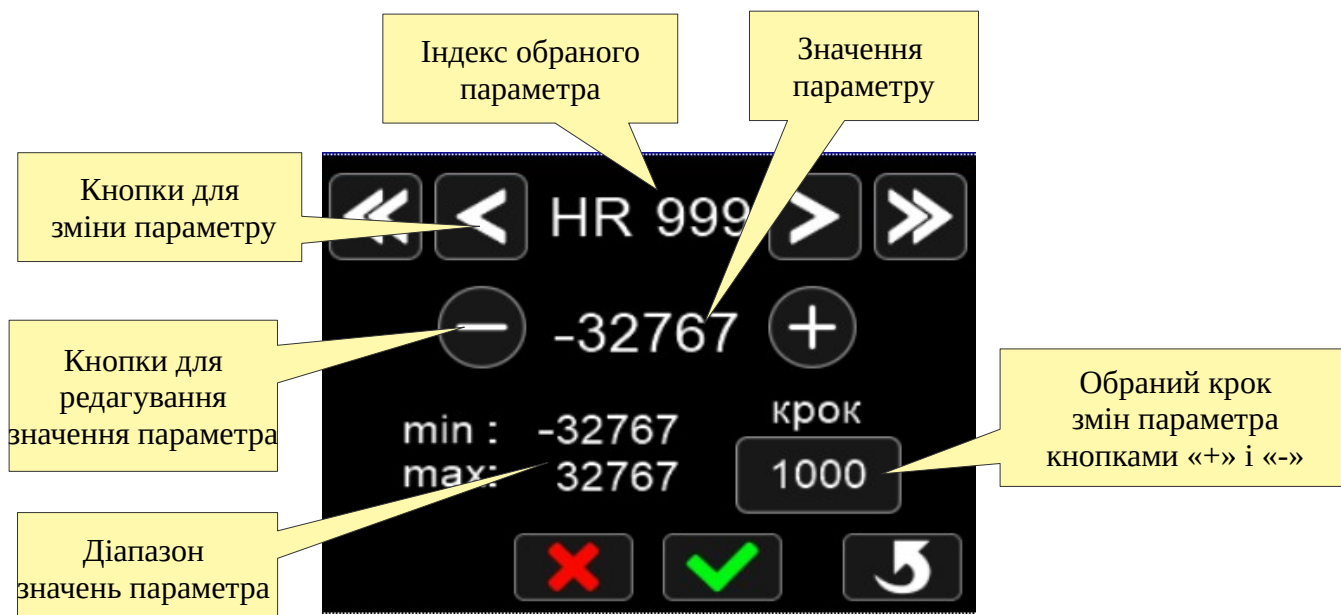 Індекс обраного
параметра
Значення
параметру
Кнопки для
зміни параметру
HR 999
Кнопки для
редагування
значення параметра
-32767
Обраний крок
змін параметра
кнопками «+» і «-»
min : -32767
max: 32767
крок
1000
Діапазон
значень параметра